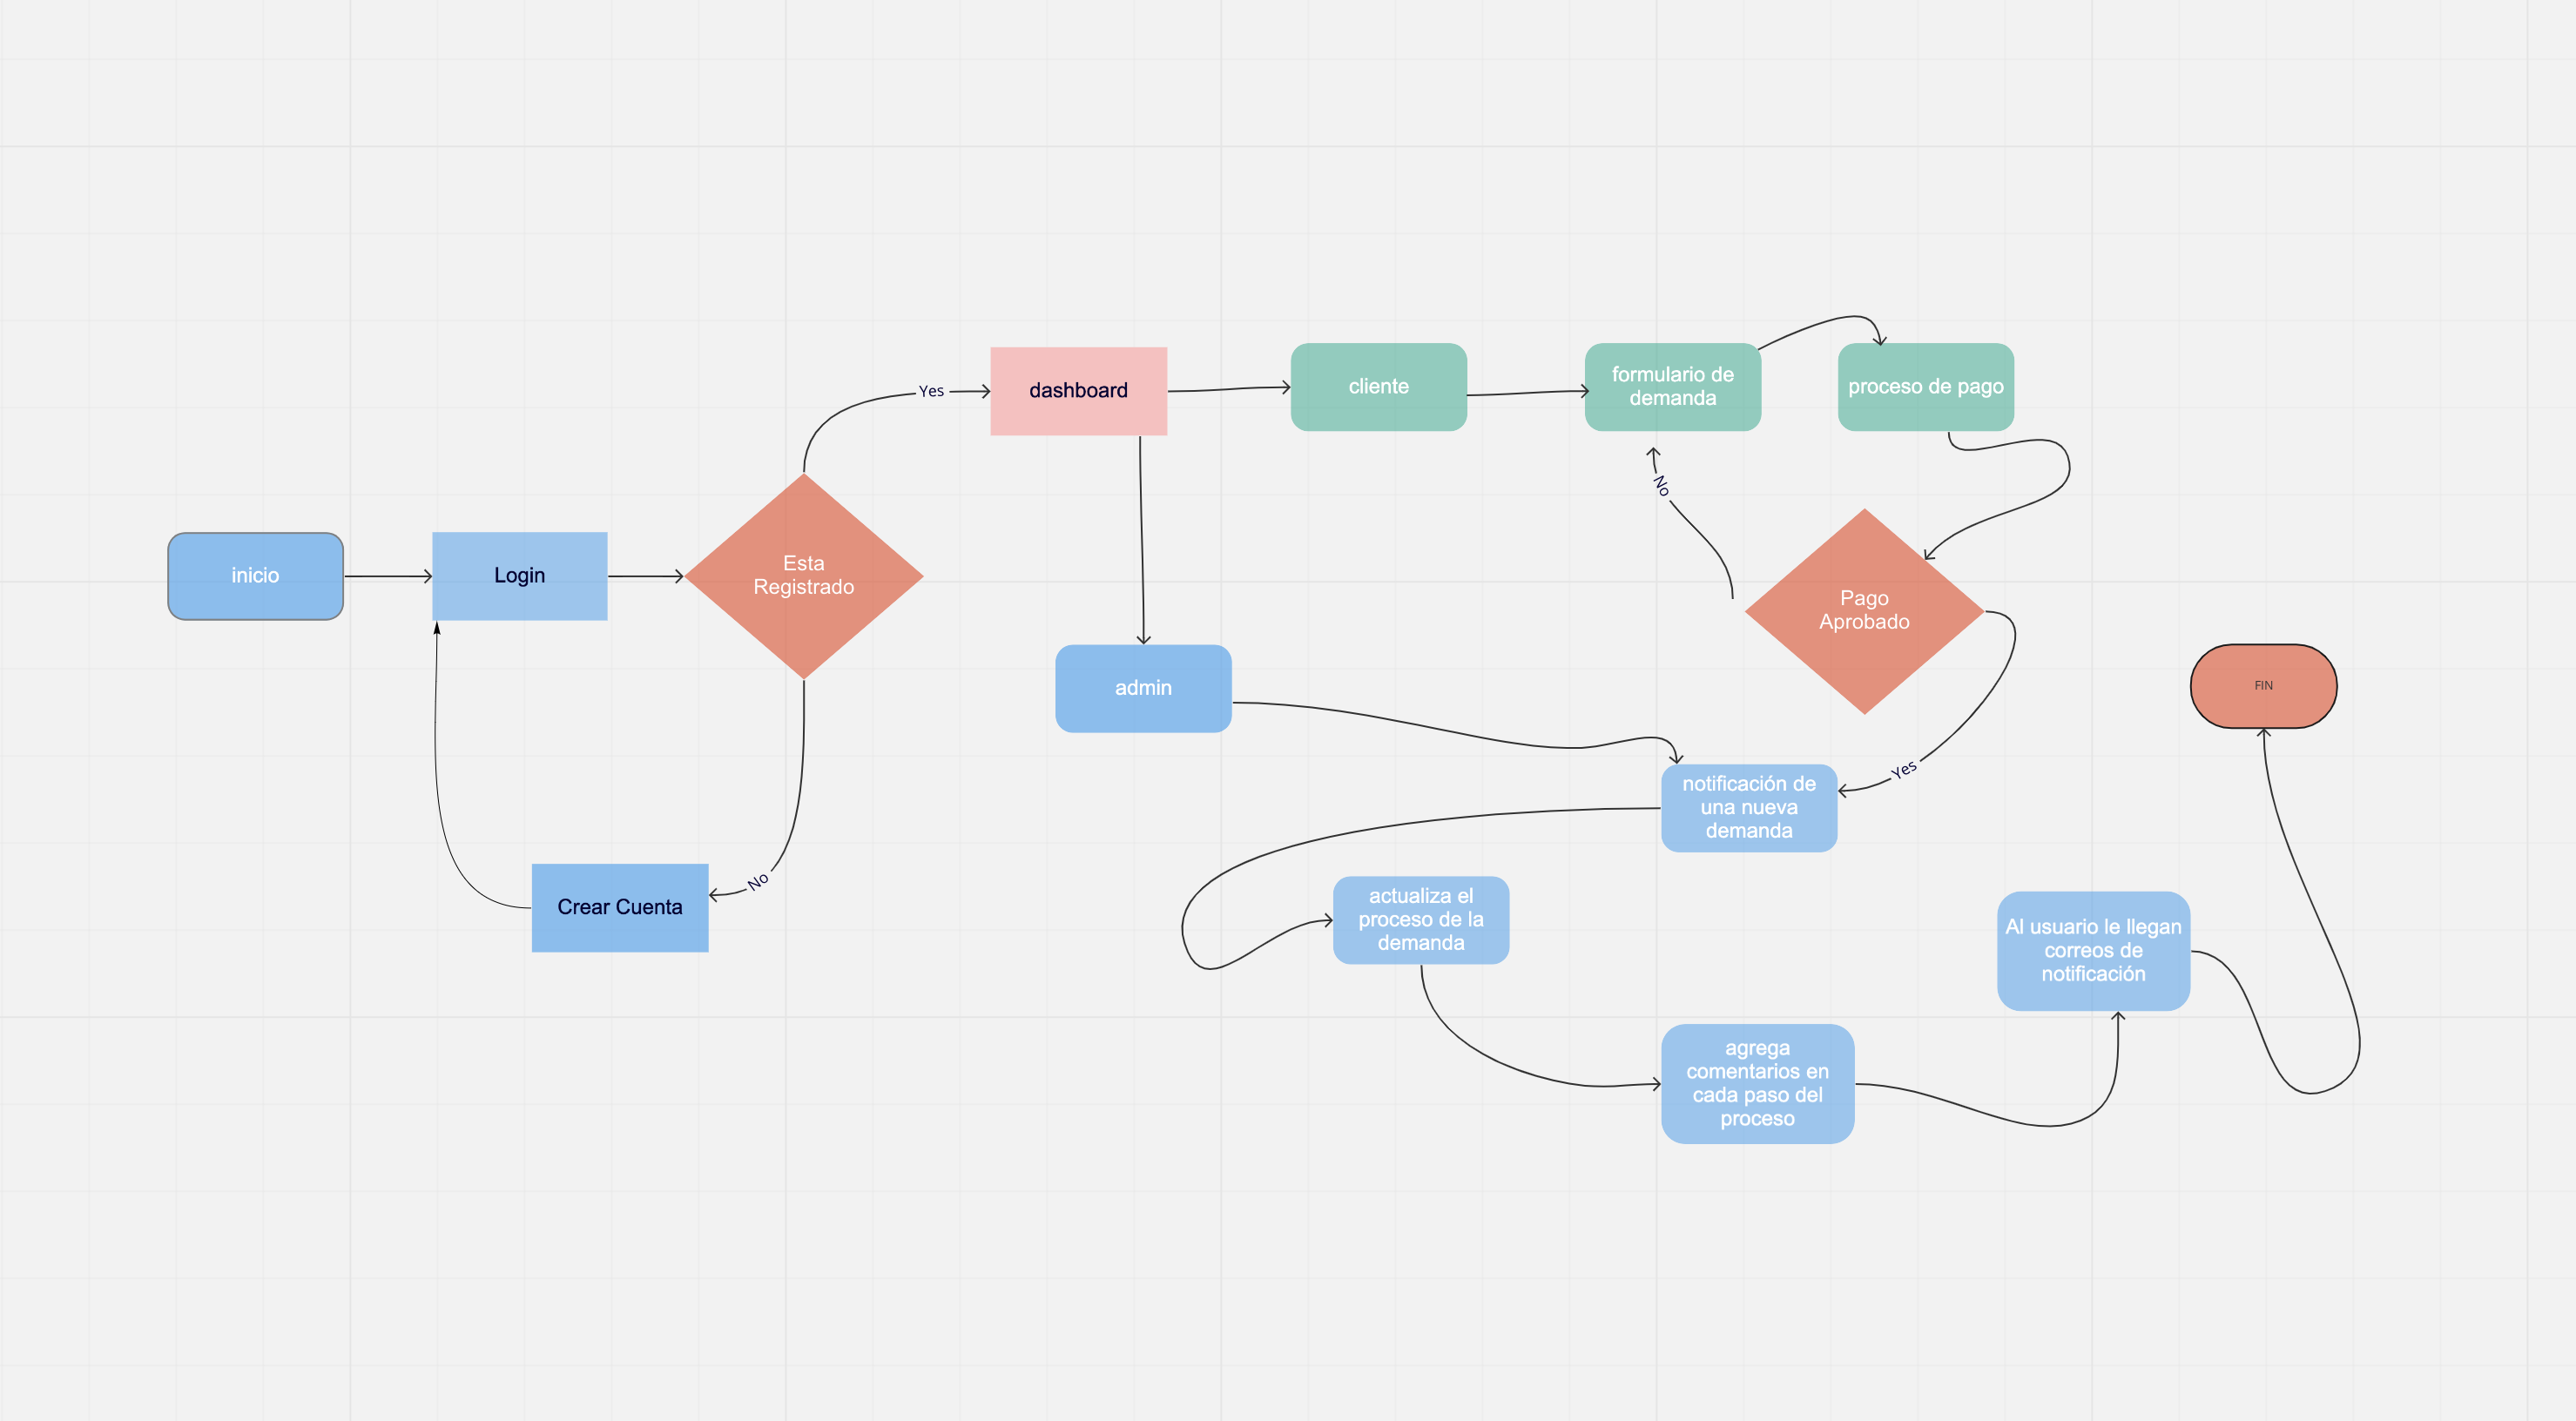 inicio
Login
Esta
Registrado
Yes
No
Crear Cuenta
dashboard
cliente
formulario de
demanda
proceso de pago
No
Pago
Aprobado
Yes
admin
notificación de
una nueva
demanda
actualiza el
proceso de la
demanda
agrega
comentarios en
cada paso del
proceso
Al usuario le llegan
correos de
notificación
FIN